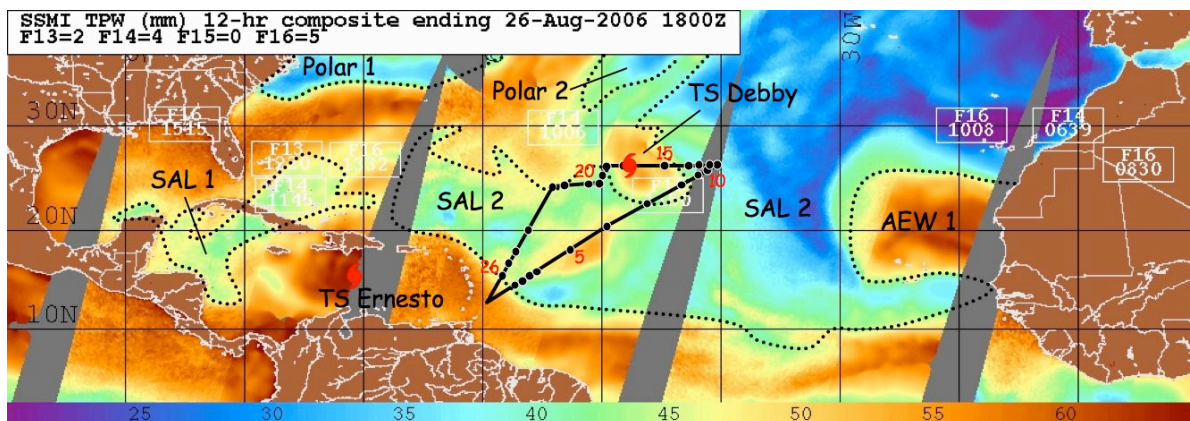 SSMI TPW (mm) 12-hr composite ending 26-Aug-2006 1800Z
F13=2 F14=4 F15=0 F16=5
30W
Polar 1
Polar 2
TS Debby
30N
F16
1515
F14
1006
F16
1008
F14
0639
F13
F16
F14
1145
F16
0830
SAL 1
SAL 2
20
15
10
SAL 2
AEW 1
20N
5
26
TS Ernesto
10N
25 30 35 40 45 50 55 60